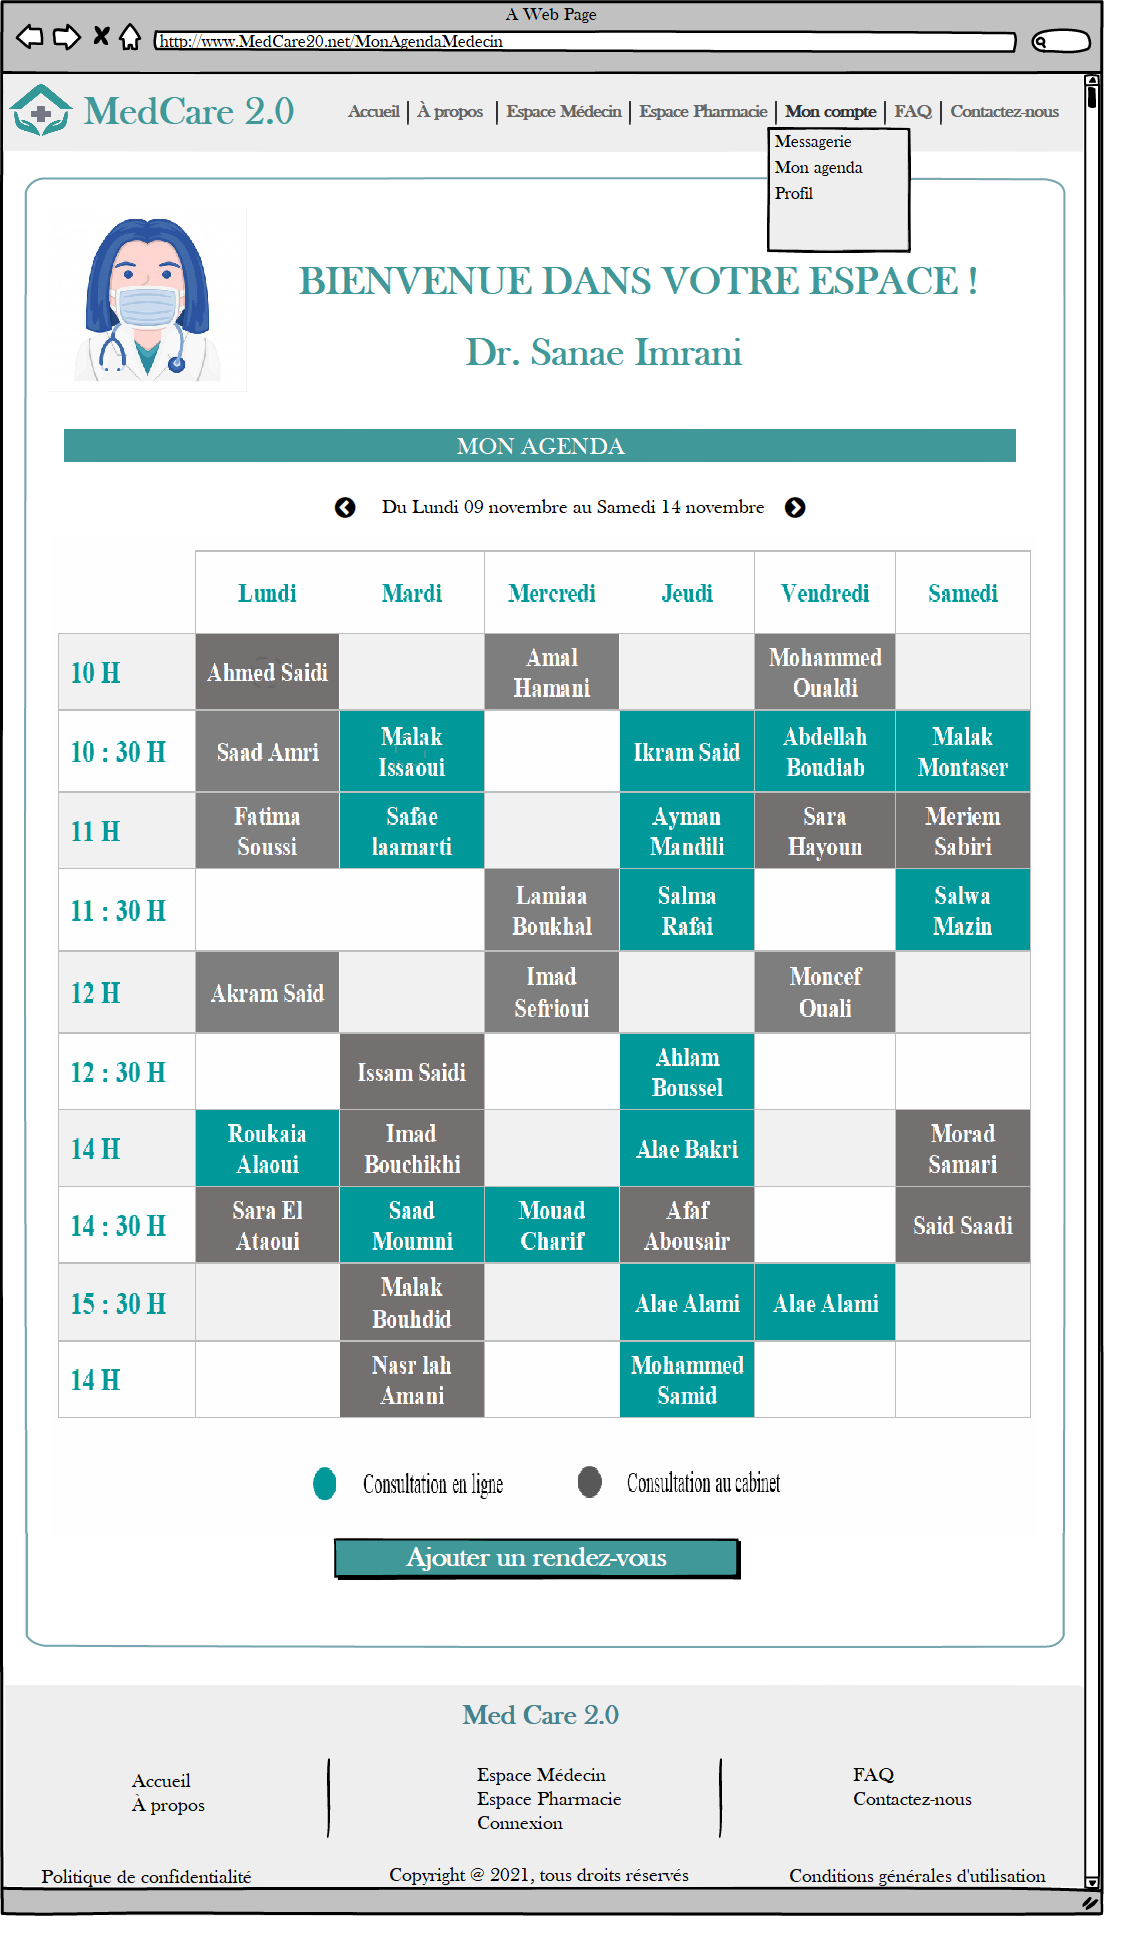 A Web Page
http://www.MedCare20.net/MonAgendaMedecin
MedCare 2.0
Accueil | À propos | Espace Médecin | Espace Pharmacie | Mon compte | FAQ | Contactez-nous
Messagerie
Mon agenda
Profil
BIENVENUE DANS VOTRE ESPACE !
Dr. Sanae Imrani
MON AGENDA
Du Lundi 09 novembre au Samedi 14 novembre
Lundi Mardi Mercredi Jeudi Vendredi Samedi
10 H Ahmed Saidi Amal Hamani Mohammed Oualdi
10 : 30 H Saad Amri Malak Issaoui Ikram Said Abdellah Boudiab Malak Montaser
11 H Fatima Soussi Safae laamarti Ayman Mandili Sara Hayoun Meriem Sabiri
11 : 30 H Lamiaa Boukhal Salma Rafai Salwa Mazin
12 H Akram Said Imad Sefrioui Moncef Ouali
12 : 30 H Issam Saidi Ahlam Boussel
14 H Roukaia Alaoui Imad Bouchikhi Alae Bakri Morad Samari
14 : 30 H Sara El Ataoui Saad Moumni Mouad Charif Afaf Abousair Said Saadi
15 : 30 H Malak Bouhdid Alae Alami Alae Alami
14 H Nasr lah Amani Mohammed Samid
Consultation en ligne Consultation au cabinet
Ajouter un rendez-vous
Med Care 2.0
Accueil
À propos
Espace Médecin
Espace Pharmacie
Connexion
FAQ
Contactez-nous
Politique de confidentialité
Copyright @ 2021, tous droits réservés
Conditions générales d'utilisation